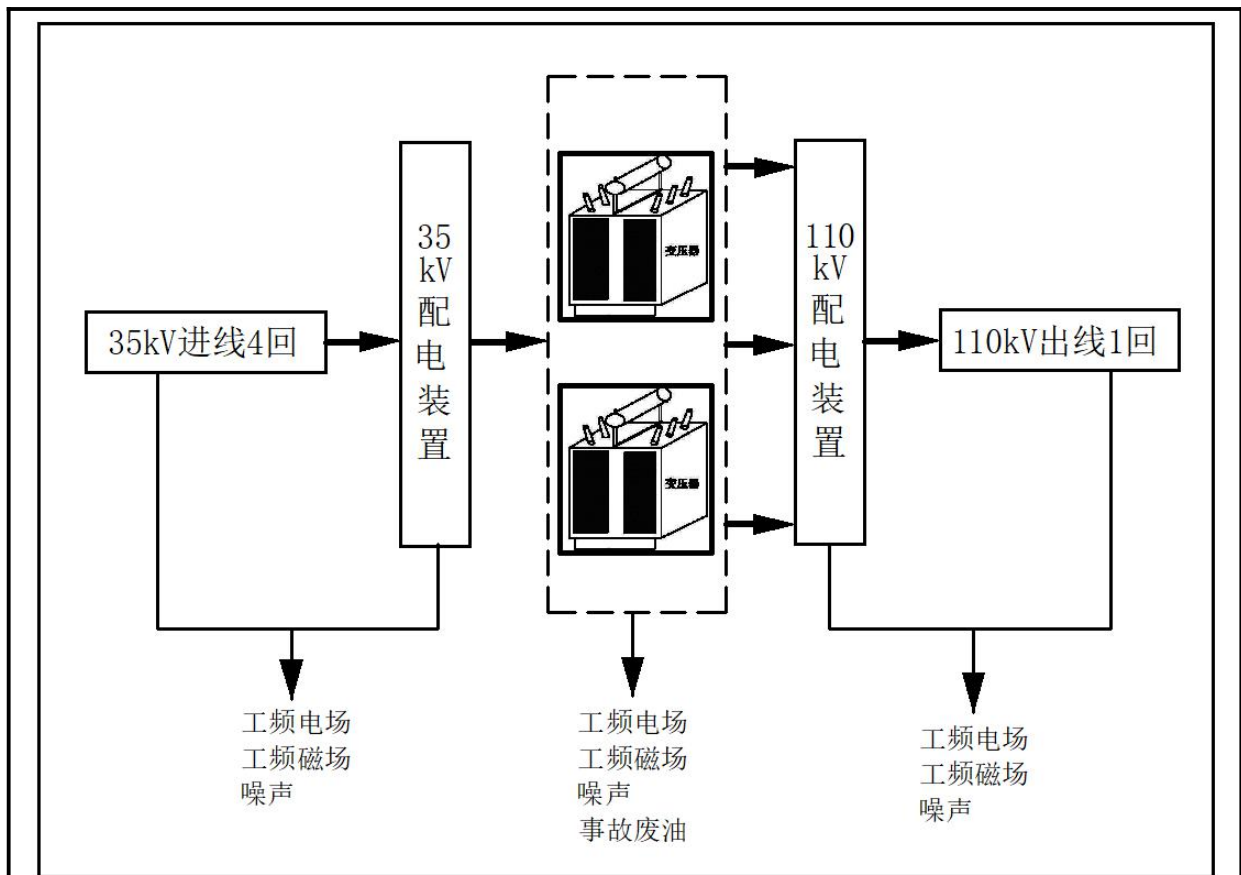 35kV进线4回
35
kV
配
电
装
置
变压器
变压器
110
kV
配
电
装
置
110kV出线1回
工频电场
工频磁场
噪声
工频电场
工频磁场
噪声
事故废油
工频电场
工频磁场
噪声